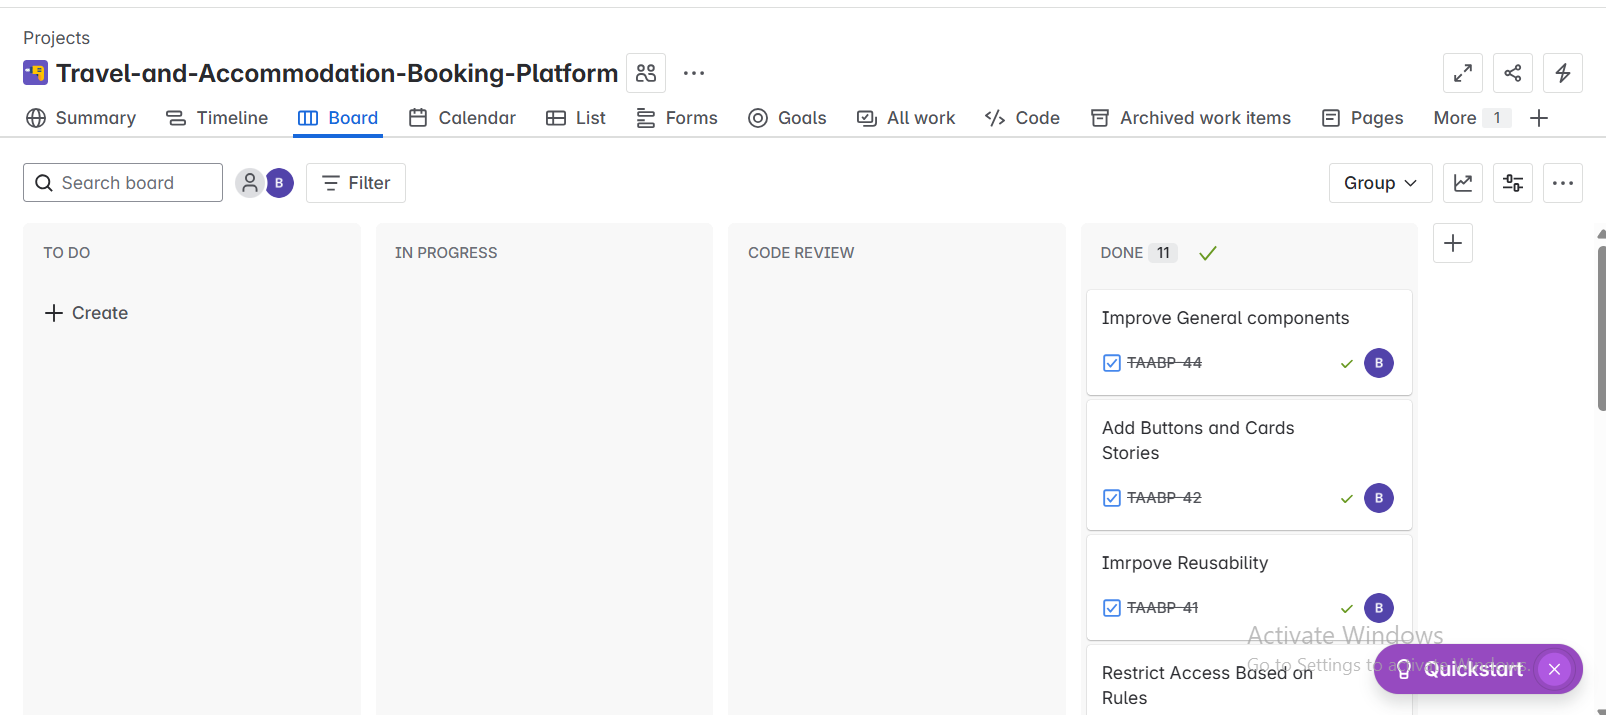 Projects
Travel-and-Accommodation-Booking-Platform
Summary
Timeline
Board
Calendar
List
Forms
Goals
All work
Code
Archived work items
Pages
More 1
Search board
B
Filter
Group
TO DO
Create
IN PROGRESS
CODE REVIEW
DONE 11
Improve General components
TAABP-44
B
Add Buttons and Cards
Stories
TAABP-42
B
Imrpove Reusability
TAABP-41
B
Restrict Access Based on
Rules
Activate Windows
Go to Settings to activate Windows.
Quickstart